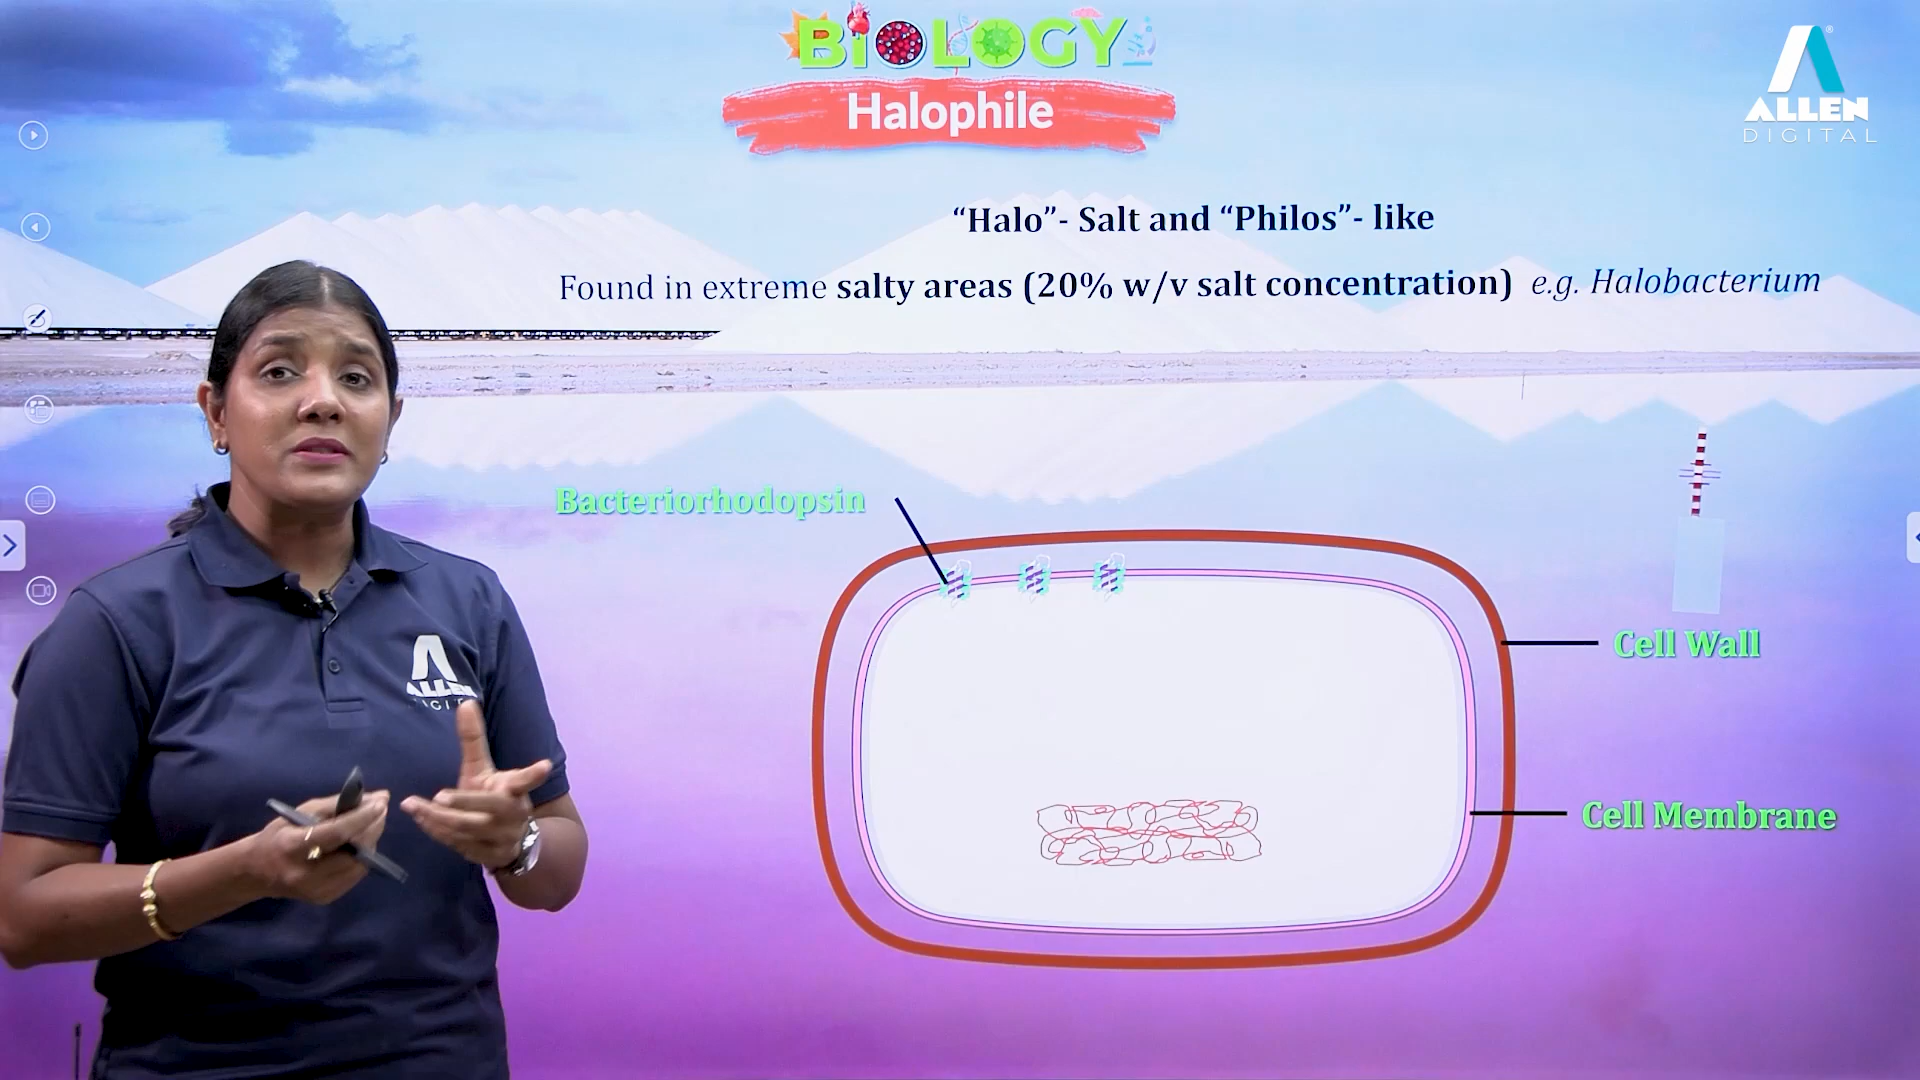 BiOLOGY
Halophile
ALLEN
DIGITAL
“Halo”- Salt and “Philos”- like
Found in extreme salty areas (20% w/v salt concentration) e.g. Halobacterium
Bacteriorhodopsin
Cell Wall
Cell Membrane
ALLEN